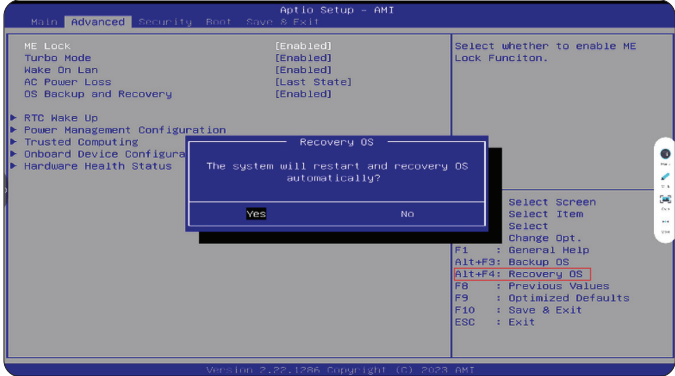 Aptio Setup - AMI
Main Advanced Security Boot Save & Exit
ME Lock [Enabled]
Turbo Mode [Enabled]
Wake On Lan [Enabled]
AC Power Loss [Last State]
OS Backup and Recovery [Enabled]
RTC Wake Up
Power Management Configuration
Trusted Computing
Onboard Device Configura
Hardware Health Status
Recovery OS
The system will restart and recovery OS
automatically?
Yes No
Select whether to enable ME
Lock Funciton.
Select Screen
Select Item
Select
Change Opt.
F1 : General Help
Alt+F3: Backup OS
Alt+F4: Recovery OS
F8 : Previous Values
F9 : Optimized Defaults
F10 : Save & Exit
ESC : Exit
Version 2.22.1286 Copyright (C) 2023 AMI